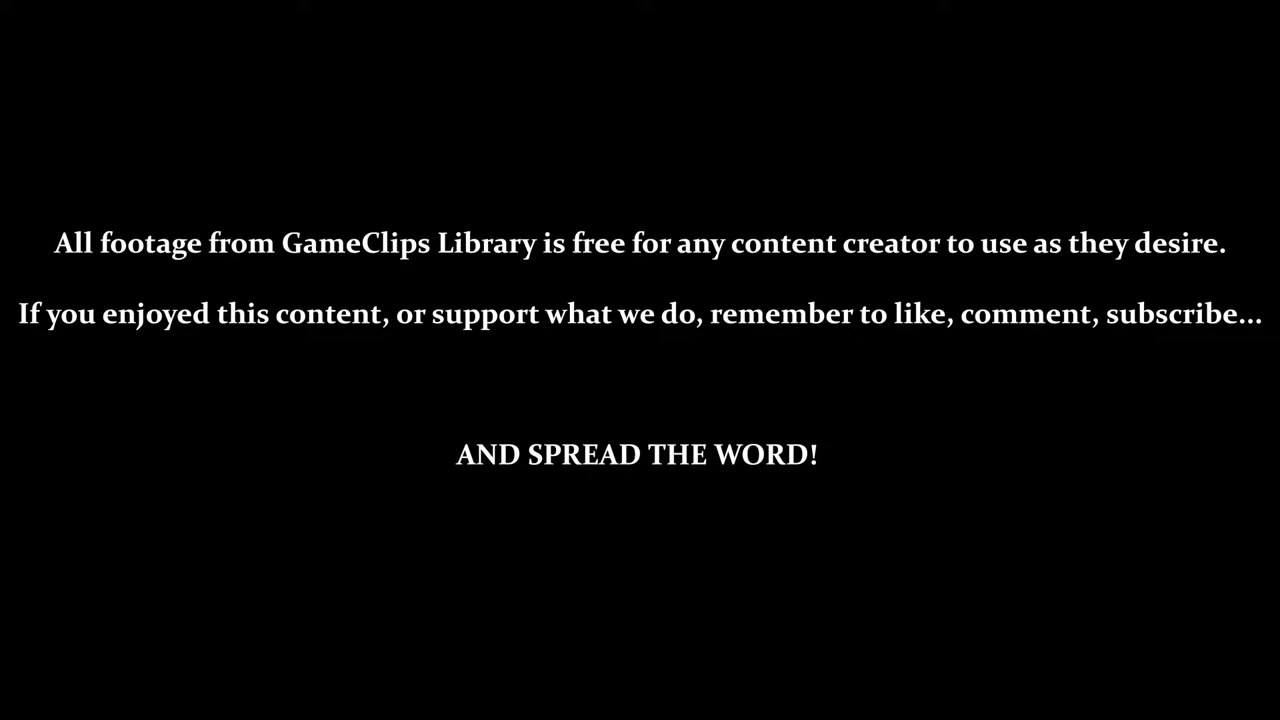 All footage from GameClips Library is free for any content creator to use as they desire.
If you enjoyed this content, or support what we do, remember to like, comment, subscribe...
AND SPREAD THE WORD!